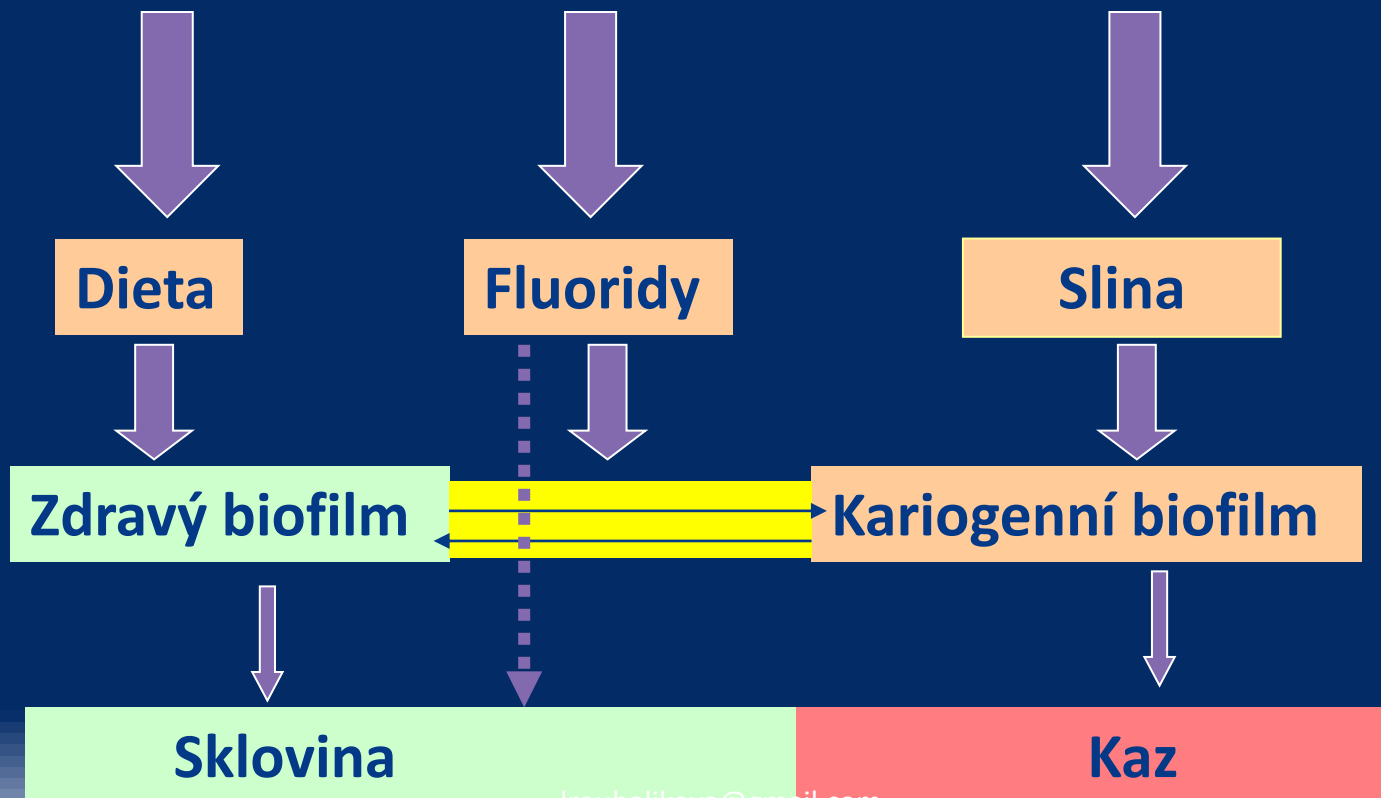 Dieta
Fluoridy
Slina
Zdravý biofilm
Kariogenní biofilm
Sklovina
Kaz